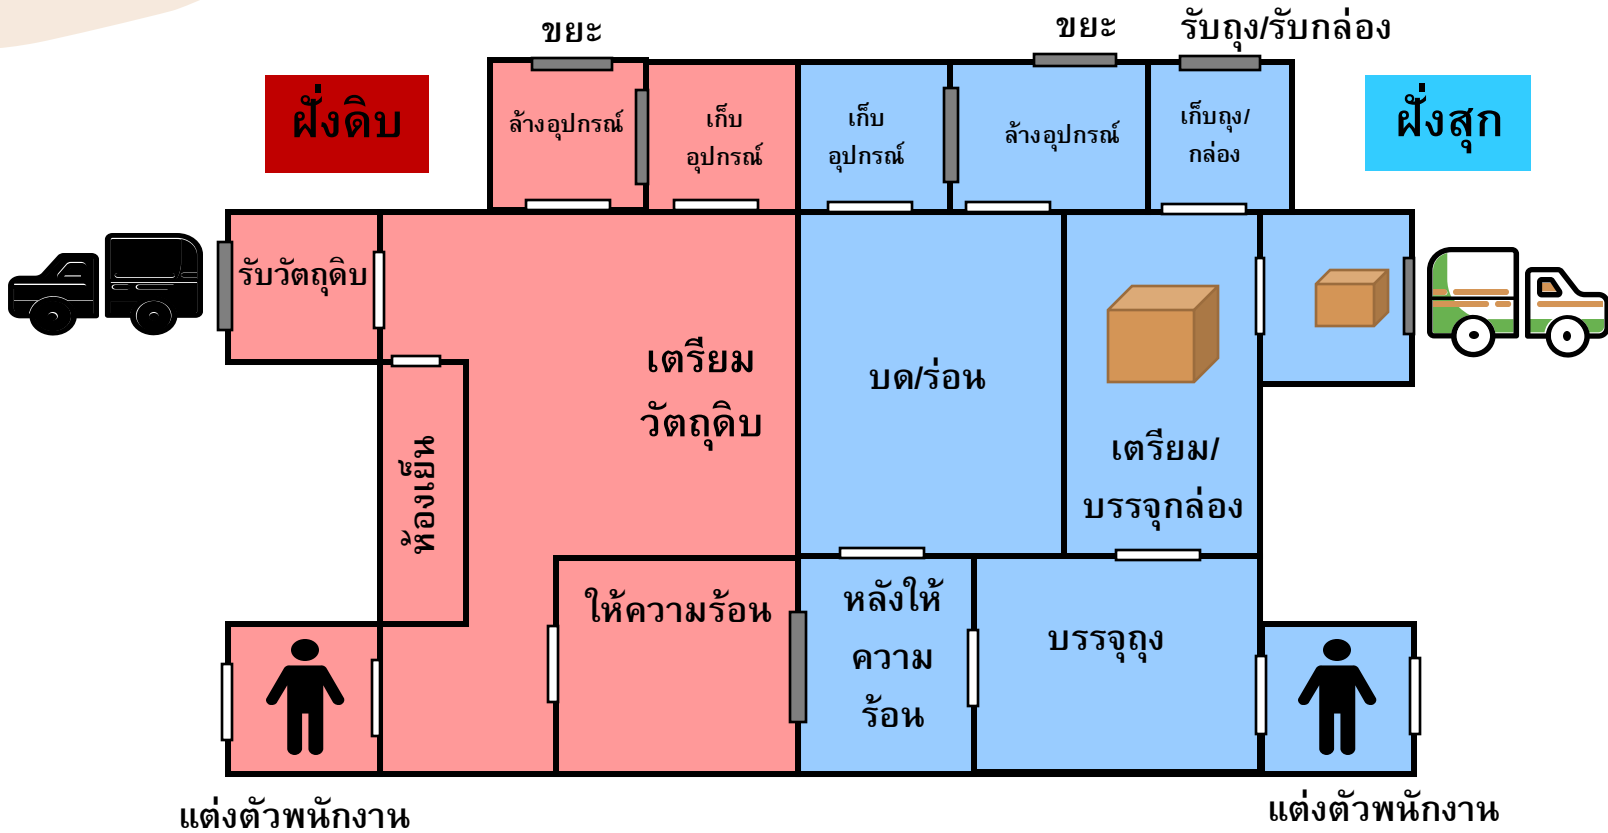 ขยะ
ขยะ
รับถุง/รับกล่อง
ฝั่งดิบ
ล้างอุปกรณ์
เก็บ
อุปกรณ์
เก็บ
อุปกรณ์
ล้างอุปกรณ์
เก็บถุง/
กล่อง
ฝั่งสุก
รับวัตถุดิบ
เตรียม
วัตถุดิบ
บด/ร่อน
เตรียม/
บรรจุกล่อง
ห้องเย็น
ให้ความร้อน
หลังให้
ความ
ร้อน
บรรจุถุง
แต่งตัวพนักงาน
แต่งตัวพนักงาน